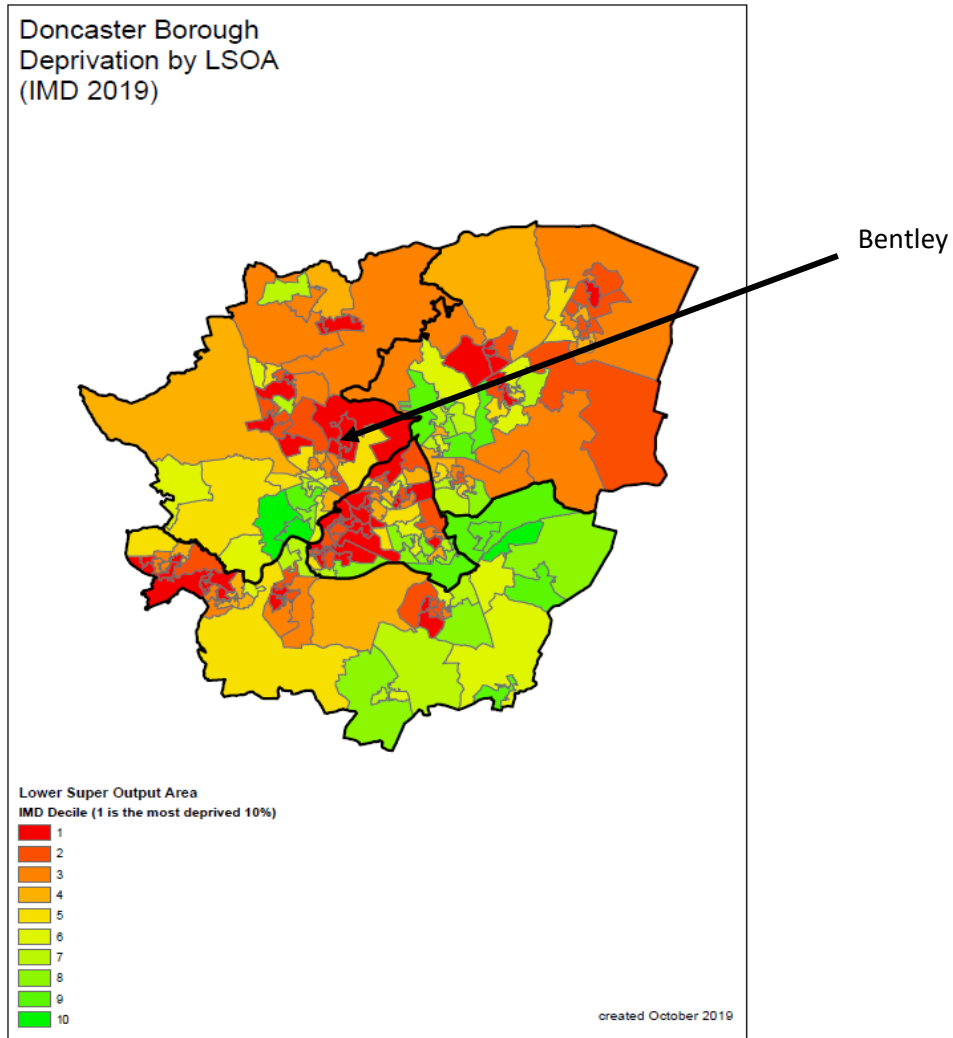 Doncaster Borough
Deprivation by LSOA
(IMD 2019)
Bentley
Lower Super Output Area
IMD Decile (1 is the most deprived 10%)
1
2
3
4
5
6
7
8
9
10
created October 2019